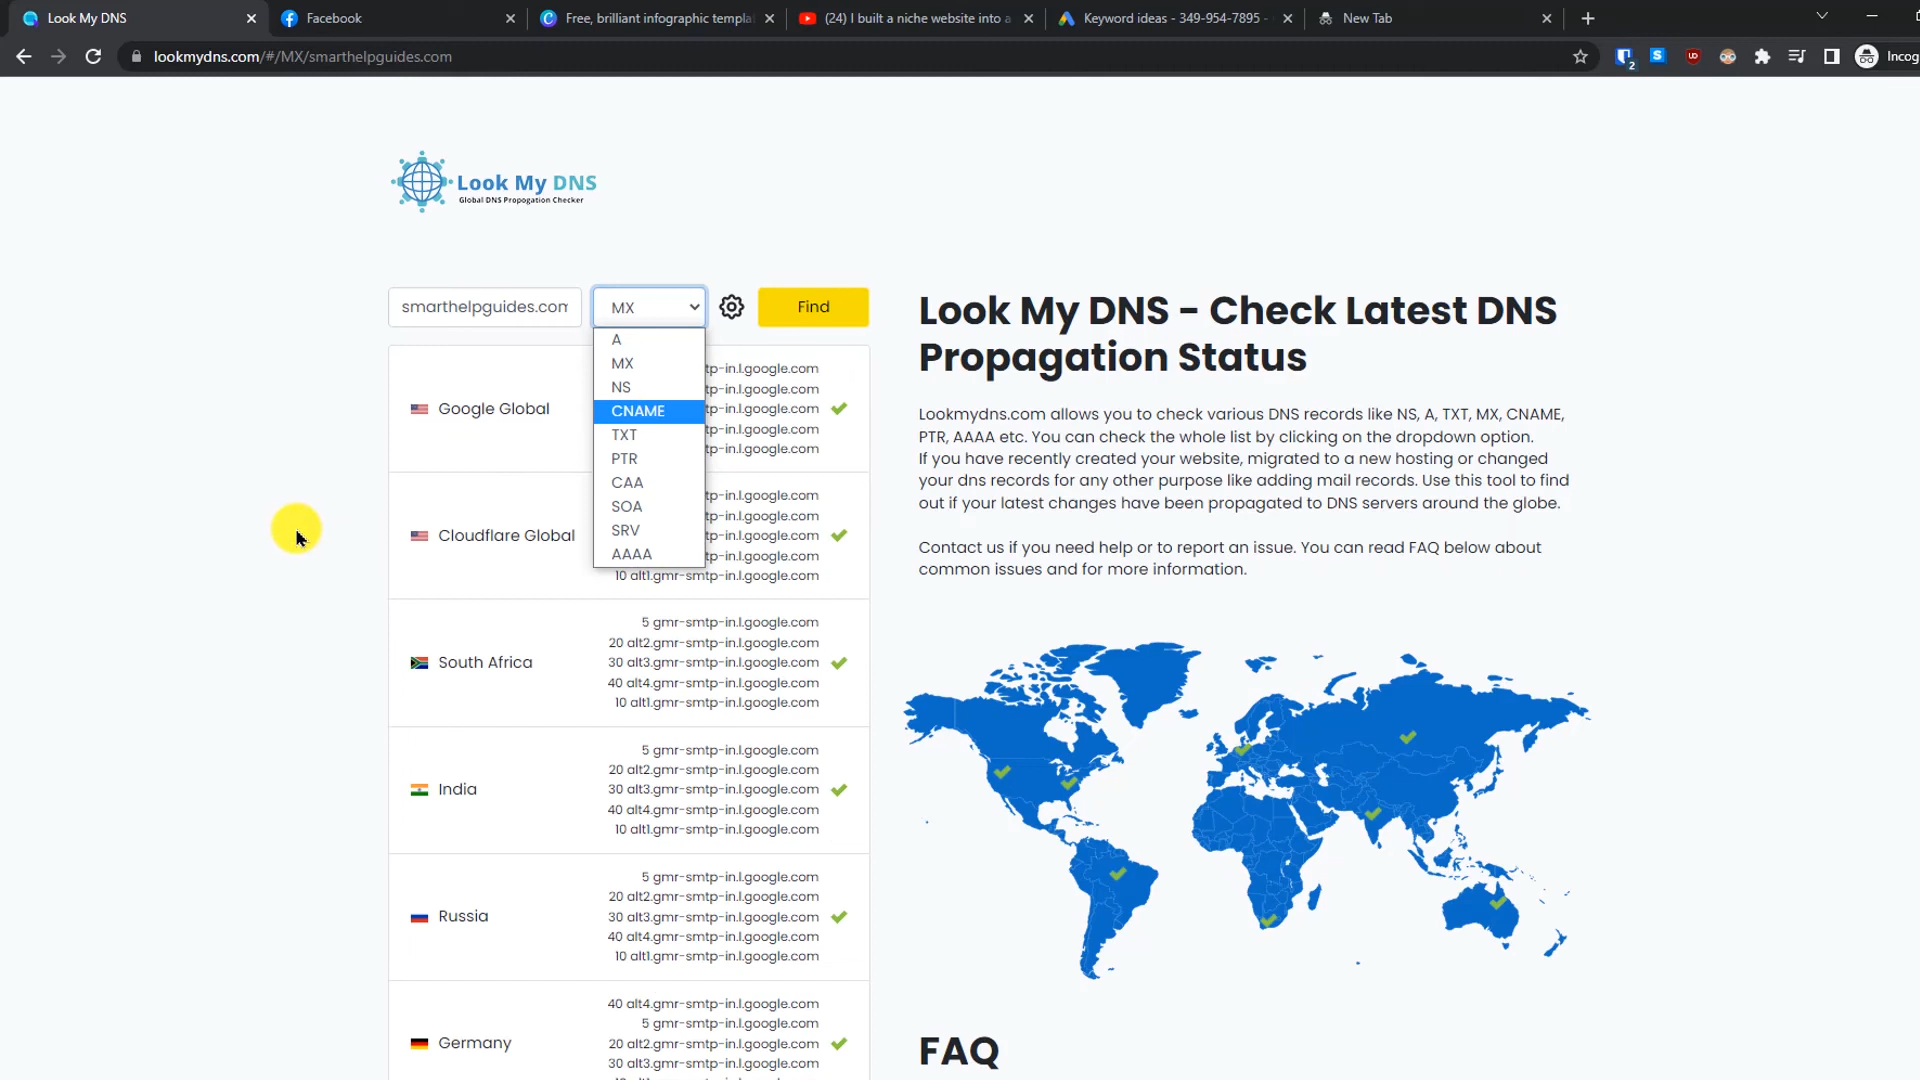 Look My DNS
Facebook
Free, brilliant infographic templa
(24) I built a niche website into a
Keyword ideas - 349-954-7895 -
New Tab
lookmydns.com/#/MX/smarthelpguides.com
2
Incog
Look My DNS
Global DNS Propogation Checker
smarthelpguides.com
MX
Find
A
MX
NS
CNAME
TXT
PTR
CAA
SOA
SRV
AAAA
Google Global
tp-in.l.google.com
tp-in.l.google.com
tp-in.l.google.com
tp-in.l.google.com
tp-in.l.google.com
Cloudflare Global
tp-in.l.google.com
tp-in.l.google.com
tp-in.l.google.com
tp-in.l.google.com
10 alt1.gmr-smtp-in.l.google.com
South Africa
5 gmr-smtp-in.l.google.com
20 alt2.gmr-smtp-in.l.google.com
30 alt3.gmr-smtp-in.l.google.com
40 alt4.gmr-smtp-in.l.google.com
10 alt1.gmr-smtp-in.l.google.com
India
5 gmr-smtp-in.l.google.com
20 alt2.gmr-smtp-in.l.google.com
30 alt3.gmr-smtp-in.l.google.com
40 alt4.gmr-smtp-in.l.google.com
10 alt1.gmr-smtp-in.l.google.com
Russia
5 gmr-smtp-in.l.google.com
20 alt2.gmr-smtp-in.l.google.com
30 alt3.gmr-smtp-in.l.google.com
40 alt4.gmr-smtp-in.l.google.com
10 alt1.gmr-smtp-in.l.google.com
Germany
40 alt4.gmr-smtp-in.l.google.com
5 gmr-smtp-in.l.google.com
20 alt2.gmr-smtp-in.l.google.com
30 alt3.gmr-smtp-in.l.google.com
Look My DNS - Check Latest DNS
Propagation Status
Lookmydns.com allows you to check various DNS records like NS, A, TXT, MX, CNAME,
PTR, AAAA etc. You can check the whole list by clicking on the dropdown option.
If you have recently created your website, migrated to a new hosting or changed
your dns records for any other purpose like adding mail records. Use this tool to find
out if your latest changes have been propagated to DNS servers around the globe.
Contact us if you need help or to report an issue. You can read FAQ below about
common issues and for more information.
FAQ